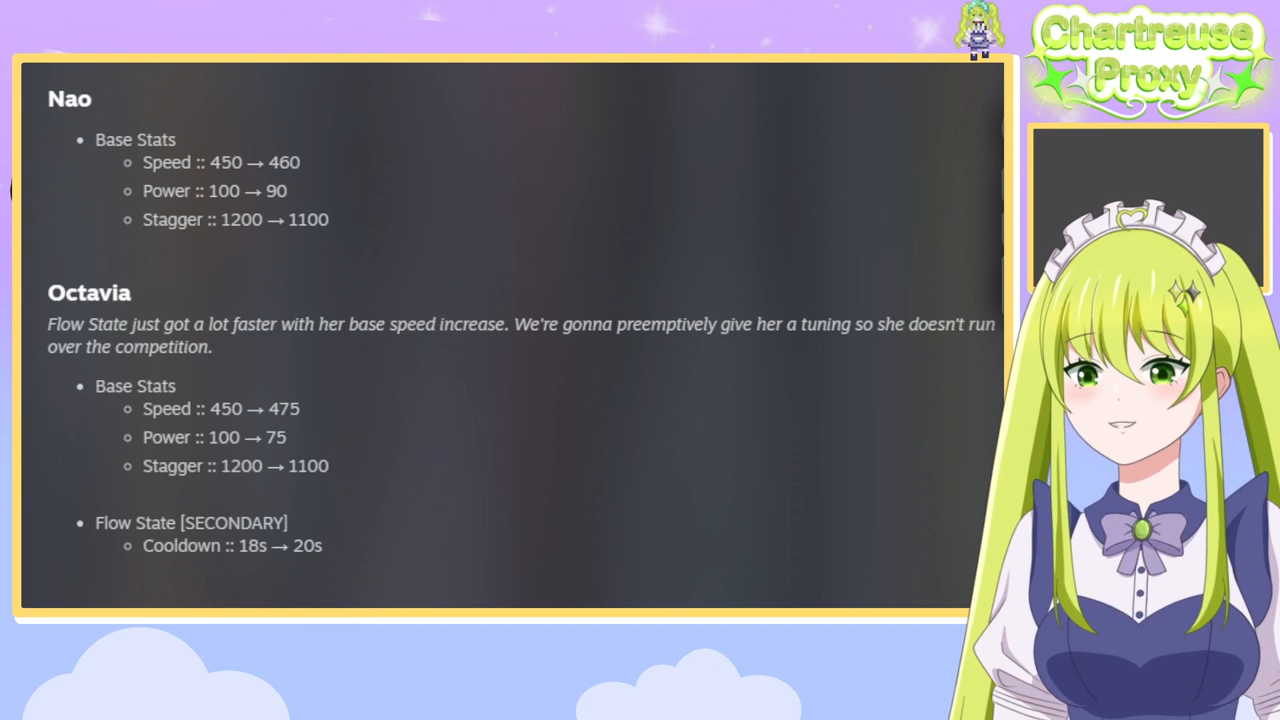 Chartreuse
Proxy
Nao
• Base Stats
◦ Speed :: 450 → 460
◦ Power :: 100 → 90
◦ Stagger :: 1200 → 1100
Octavia
Flow State just got a lot faster with her base speed increase. We're gonna preemptively give her a tuning so she doesn't run
over the competition.
• Base Stats
◦ Speed :: 450 → 475
◦ Power :: 100 → 75
◦ Stagger :: 1200 → 1100
• Flow State [SECONDARY]
◦ Cooldown :: 18s → 20s